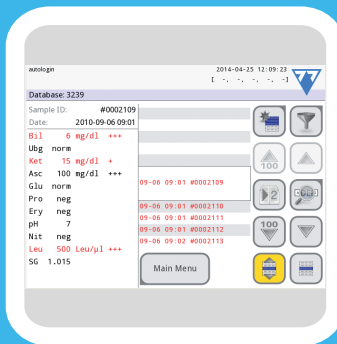 autologin
2014-04-25 12:09:23
[ -, -, -, -, -]
Database: 3239
Sample ID: #0002109
Date: 2010-09-06 09:01
Bil 6 mg/dl +++
Ubg norm
Ket 15 mg/dl +
Asc 100 mg/dl +++
Glu norm
Pro neg
Ery neg
pH 7
Nit neg
Leu 500 Leu/µl +++
SG 1.015
09-06 09:01 #0002109
09-06 09:01 #0002110
09-06 09:01 #0002111
09-06 09:01 #0002112
09-06 09:02 #0002113
100
2
100
Main Menu